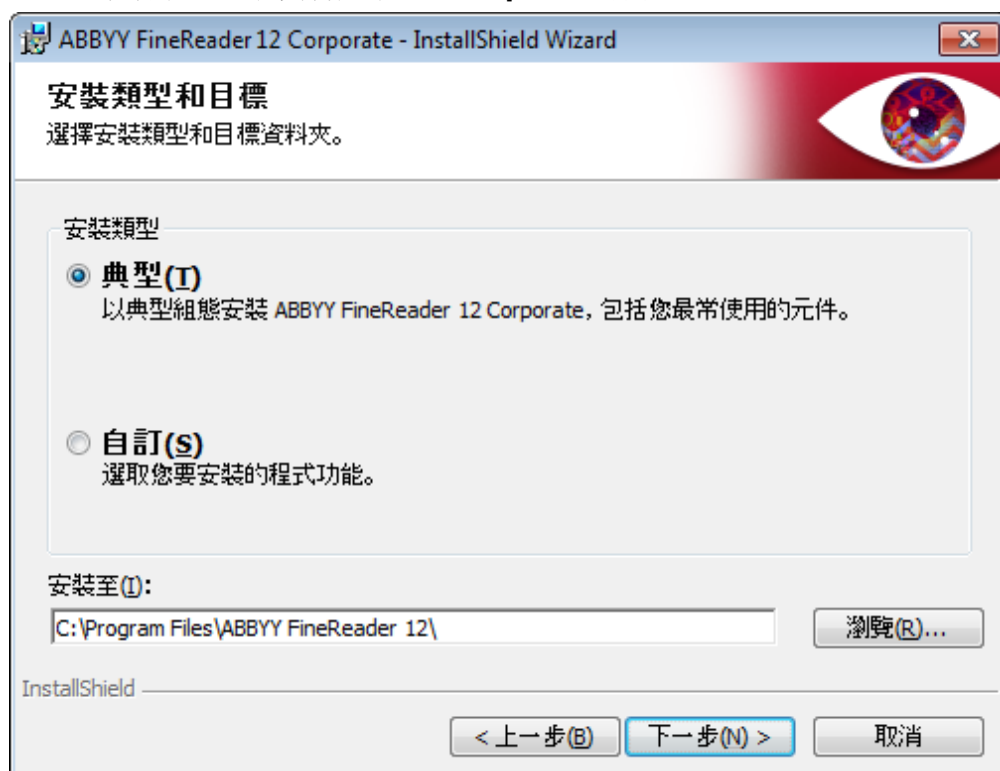 ABBYY FineReader 12 Corporate - InstallShield Wizard
安裝類型和目標
選擇安裝類型和目標資料夾。
安裝類型
典型(T)
以典型組態安裝 ABBYY FineReader 12 Corporate, 包括您最常使用的元件。
自訂(S)
選取您要安裝的程式功能。
安裝至(I):
C:\Program Files\ABBYY FineReader 12\
瀏覽(R)...
InstallShield
< 上一步(B) 下一步(N) > 取消